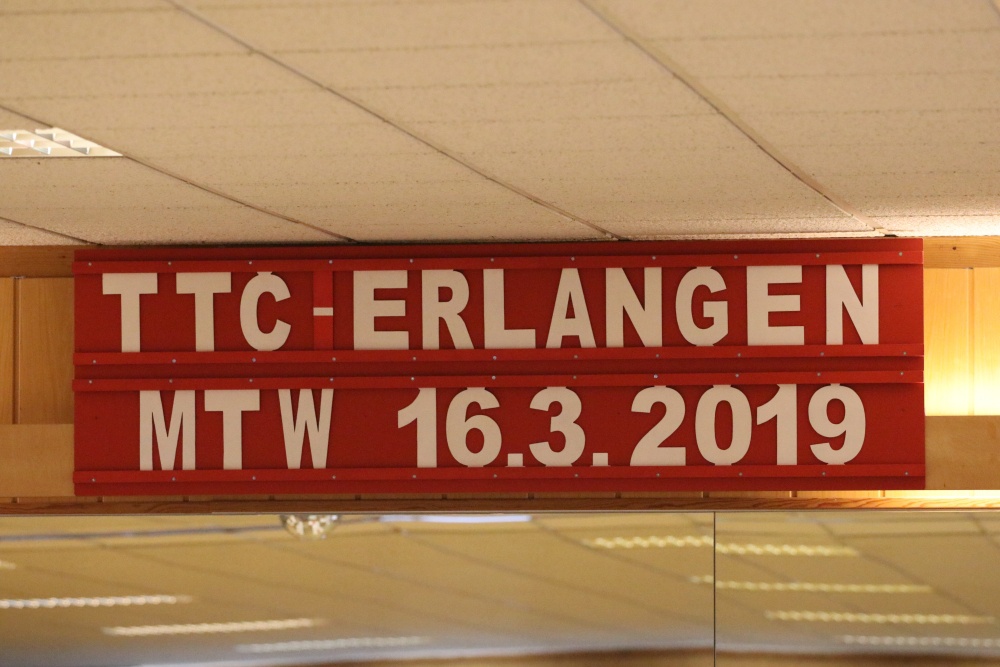 TTC-ERLANGEN
MTW 16.3.2019